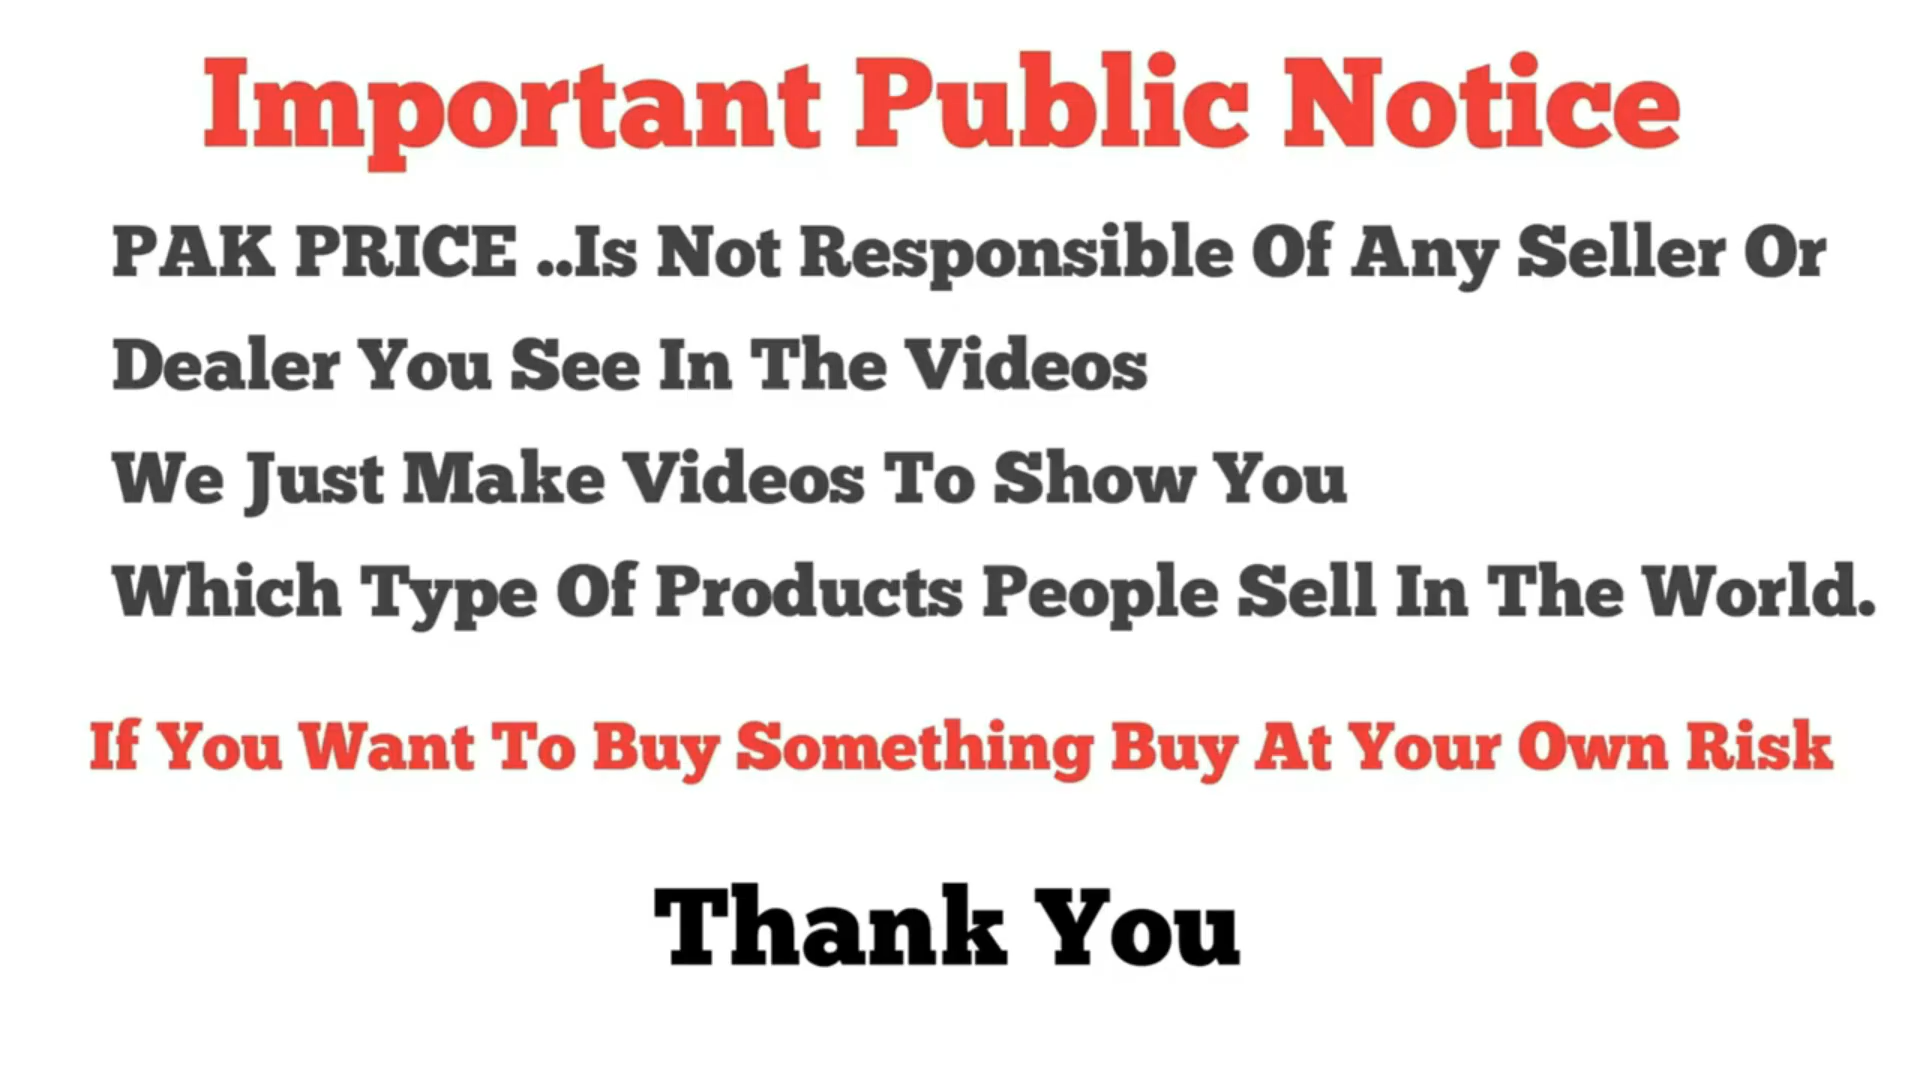 Important Public Notice
PAK PRICE ..Is Not Responsible Of Any Seller Or
Dealer You See In The Videos
We Just Make Videos To Show You
Which Type Of Products People Sell In The World.
If You Want To Buy Something Buy At Your Own Risk
Thank You